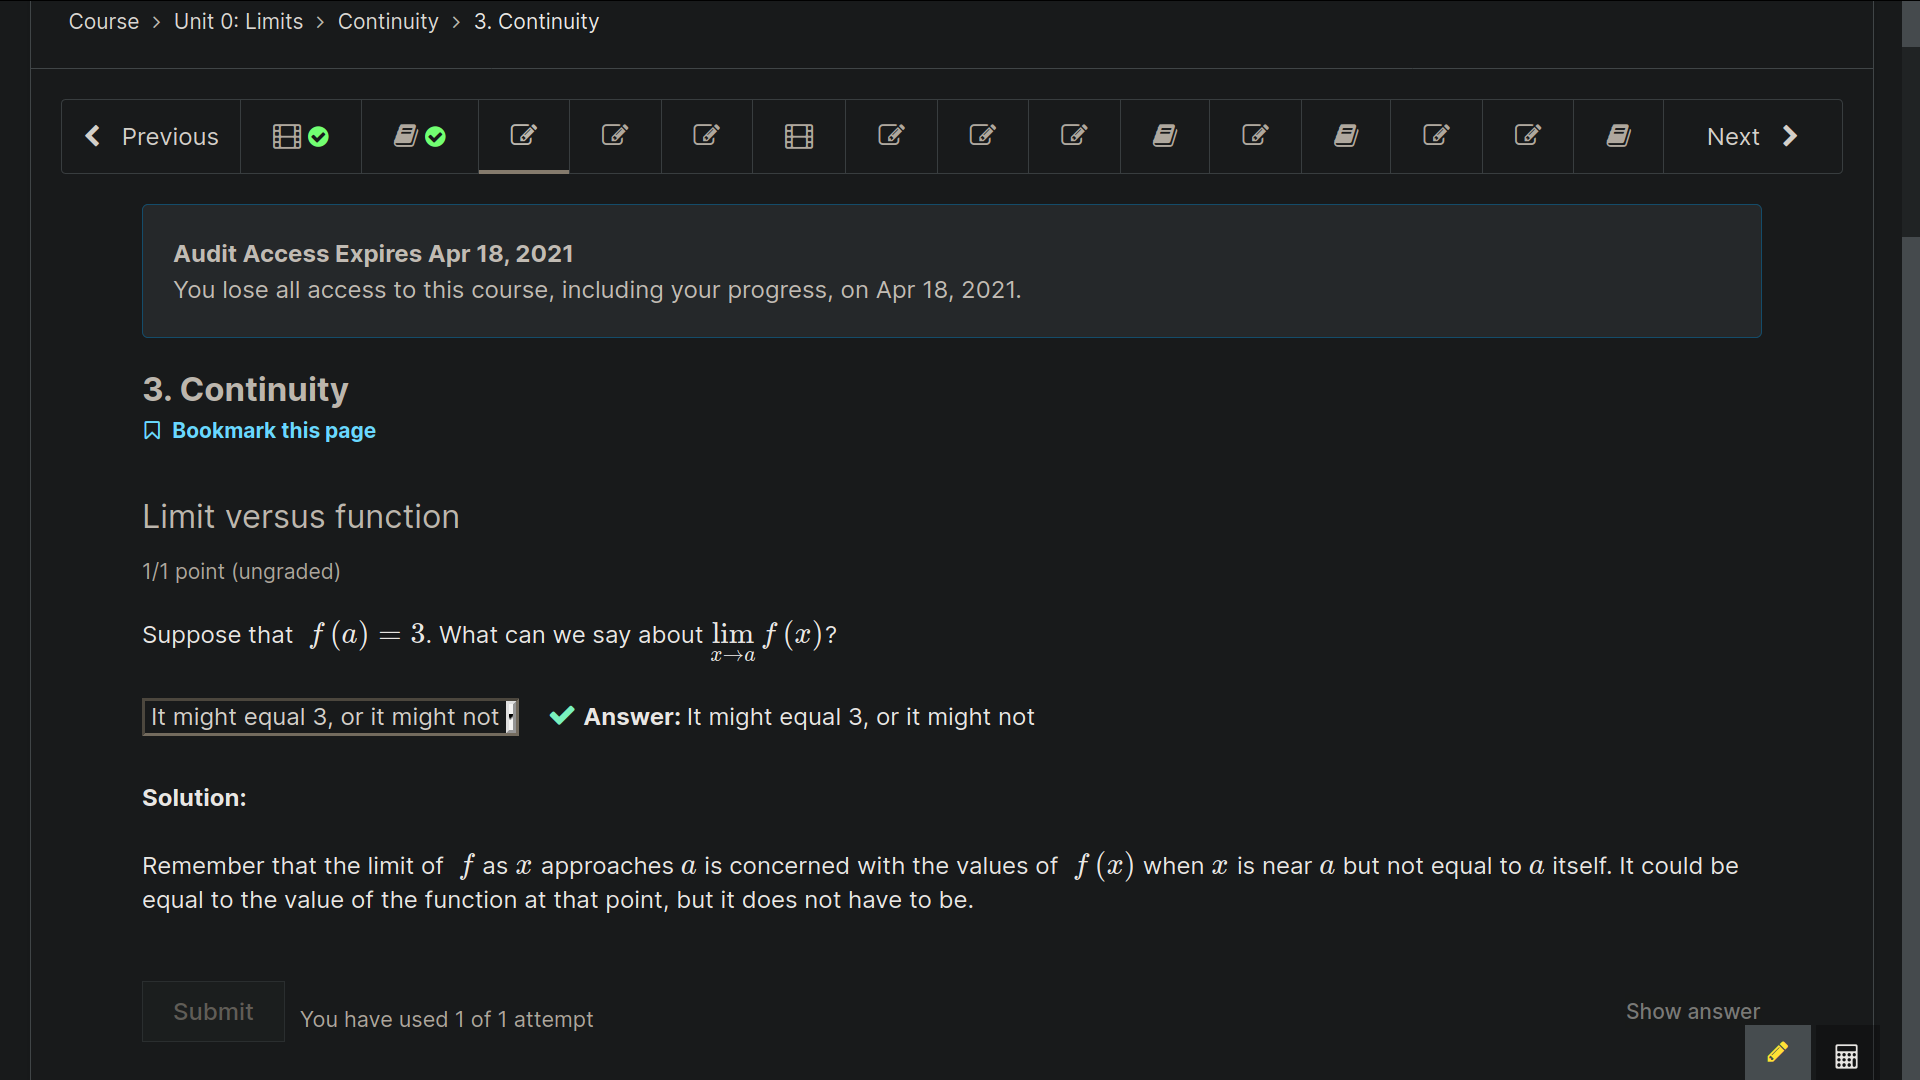 Course > Unit 0: Limits > Continuity > 3. Continuity
Previous
Next
Audit Access Expires Apr 18, 2021
You lose all access to this course, including your progress, on Apr 18, 2021.
3. Continuity
Bookmark this page
Limit versus function
1/1 point (ungraded)
Suppose that f (a) = 3. What can we say about lim x→a f (x)?
It might equal 3, or it might not
Answer: It might equal 3, or it might not
Solution:
Remember that the limit of f as x approaches a is concerned with the values of f (x) when x is near a but not equal to a itself. It could be
equal to the value of the function at that point, but it does not have to be.
Submit
You have used 1 of 1 attempt
Show answer